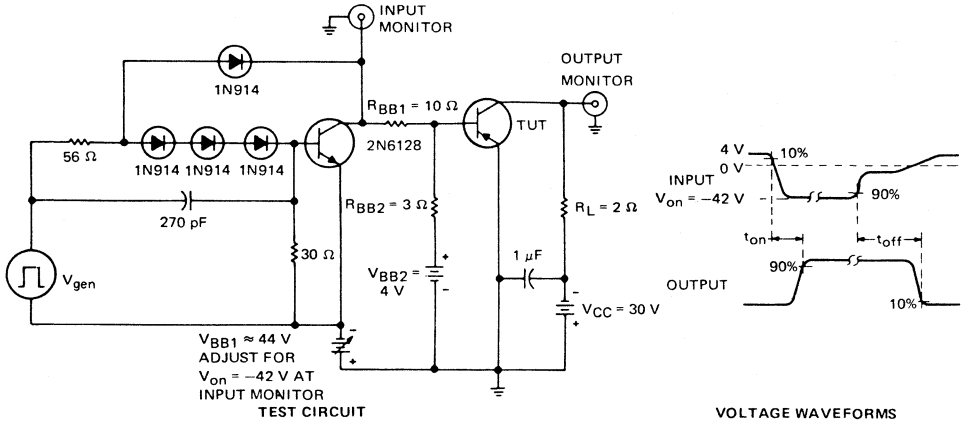 INPUT
MONITOR
OUTPUT
MONITOR
1N914
R_BB1 = 10 Ω
2N6128
TUT
56 Ω
1N914
1N914
1N914
270 pF
R_BB2 = 3 Ω
R_L = 2 Ω
30 Ω
1 μF
V_gen
V_BB2 =
4 V
+
-
-
+
V_CC = 30 V
V_BB1 ≈ 44 V
ADJUST FOR
V_on = -42 V AT
INPUT MONITOR
-
+
TEST CIRCUIT
4 V
0 V
INPUT
V_on = -42 V
10%
90%
t_on
t_off
90%
OUTPUT
10%
VOLTAGE WAVEFORMS